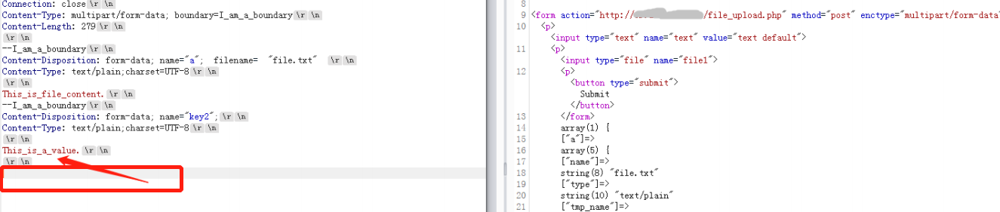 Connection: close\r \n
Content-Type: multipart/form-data; boundary=I_am_a_boundary\r \n
Content-Length: 279\r \n
\r \n
--I_am_a_boundary\r \n
Content-Disposition: form-data; name="a"; filename= "file.txt" \r \n
Content-Type: text/plain;charset=UTF-8\r \n
\r \n
This_is_file_content.\r \n
--I_am_a_boundary\r \n
Content-Disposition: form-data; name="key2";\r \n
Content-Type: text/plain;charset=UTF-8\r \n
\r \n
This_is_a_value.\r \n
\r \n
8
9 <form action="http:// /file_upload.php" method="post" enctype="multipart/form-data"
10 <p>
<input type="text" name="text" value="text default">
11 <p>
<input type="file" name="file1">
12 <p>
<button type="submit">
Submit
</button>
13 </form>
14 array(1) {
15 ["a"]=>
16 array(5) {
17 ["name"]=>
18 string(8) "file.txt"
19 ["type"]=>
20 string(10) "text/plain"
21 ["tmp_name"]=>